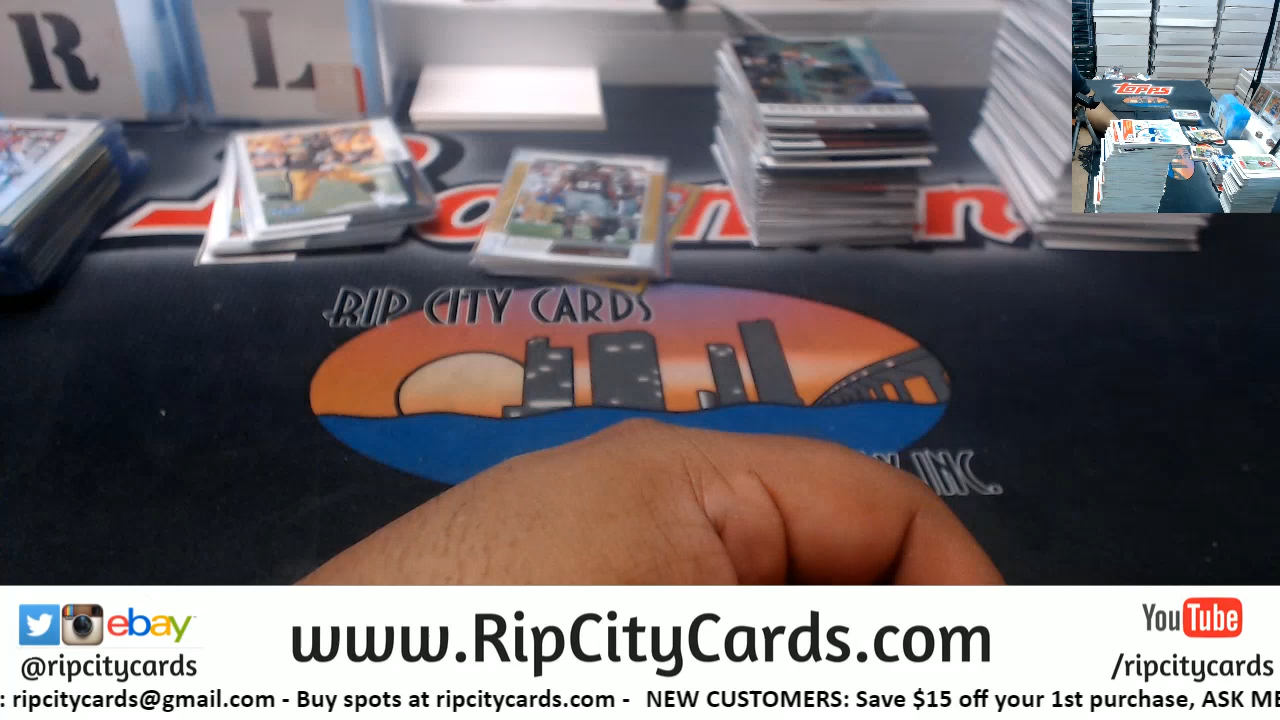 R L
topps
RIP CITY CARDS
INC.
ebay
@ripcitycards
www.RipCityCards.com
YouTube
/ripcitycards
: ripcitycards@gmail.com - Buy spots at ripcitycards.com - NEW CUSTOMERS: Save $15 off your 1st purchase, ASK ME